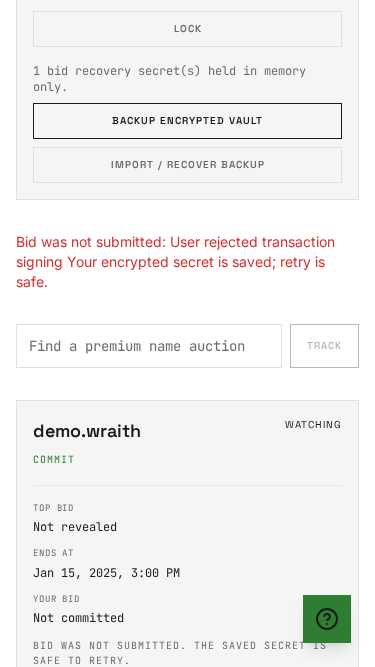 LOCK
1 bid recovery secret(s) held in memory
only.
BACKUP ENCRYPTED VAULT
IMPORT / RECOVER BACKUP
Bid was not submitted: User rejected transaction
signing Your encrypted secret is saved; retry is
safe.
Find a premium name auction
TRACK
demo.wraith
WATCHING
COMMIT
TOP BID
Not revealed
ENDS AT
Jan 15, 2025, 3:00 PM
YOUR BID
Not committed
BID WAS NOT SUBMITTED. THE SAVED SECRET IS
SAFE TO RETRY.